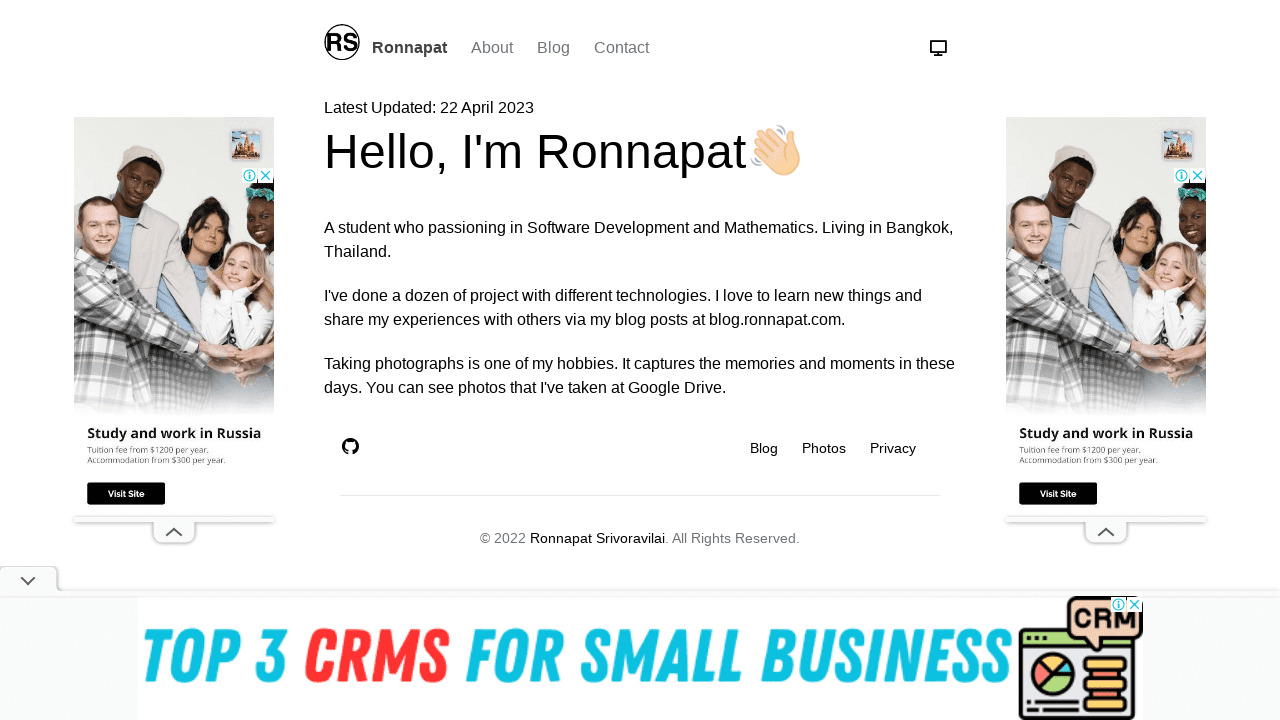 RS Ronnapat About Blog Contact
Latest Updated: 22 April 2023
Hello, I'm Ronnapat
A student who passioning in Software Development and Mathematics. Living in Bangkok,
Thailand.
I've done a dozen of project with different technologies. I love to learn new things and
share my experiences with others via my blog posts at blog.ronnapat.com.
Taking photographs is one of my hobbies. It captures the memories and moments in these
days. You can see photos that I've taken at Google Drive.
Blog Photos Privacy
© 2022 Ronnapat Srivoravilai. All Rights Reserved.
Study and work in Russia
Tuition fee from $1200 per year.
Accommodation from $300 per year.
Visit Site
Study and work in Russia
Tuition fee from $1200 per year.
Accommodation from $300 per year.
Visit Site
TOP 3 CRMS FOR SMALL BUSINESS
CRM